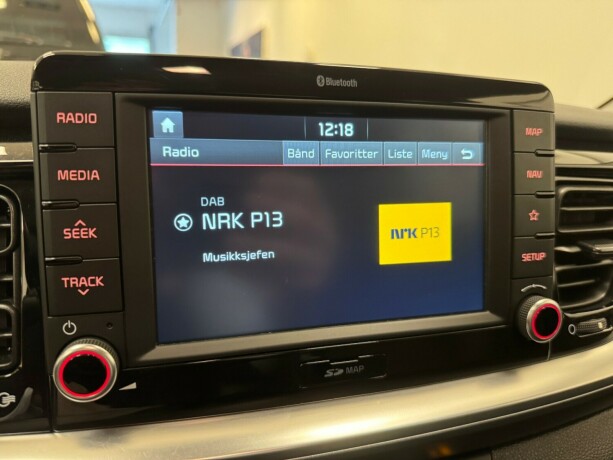 Bluetooth
RADIO
MEDIA
SEEK
TRACK
12:18
Radio Bånd Favoritter Liste Meny
DAB
NRK P13
Musikksjefen
NRK P13
MAP
NAV
SETUP
SD MAP